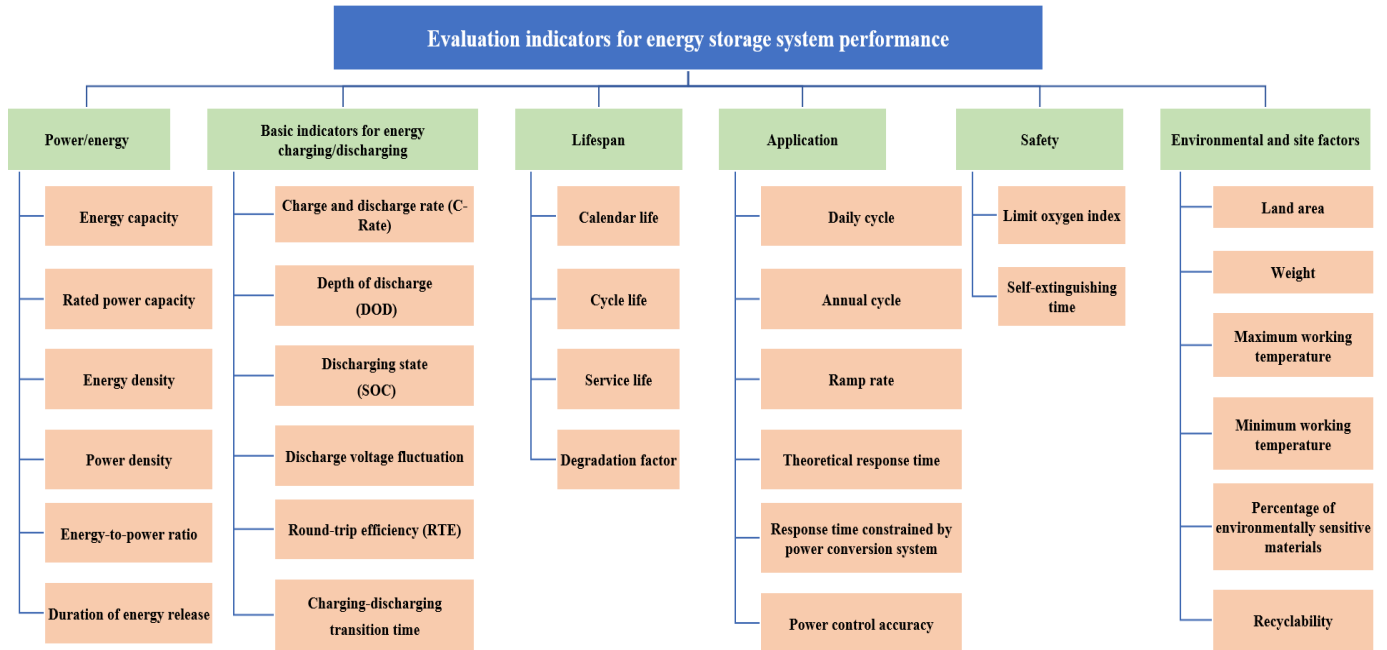 Evaluation indicators for energy storage system performance
Power/energy
Energy capacity
Rated power capacity
Energy density
Power density
Energy-to-power ratio
Duration of energy release
Basic indicators for energy
charging/discharging
Charge and discharge rate (C-
Rate)
Depth of discharge
(DOD)
Discharging state
(SOC)
Discharge voltage fluctuation
Round-trip efficiency (RTE)
Charging-discharging
transition time
Lifespan
Calendar life
Cycle life
Service life
Degradation factor
Application
Daily cycle
Annual cycle
Ramp rate
Theoretical response time
Response time constrained by
power conversion system
Power control accuracy
Safety
Limit oxygen index
Self-extinguishing
time
Environmental and site factors
Land area
Weight
Maximum working
temperature
Minimum working
temperature
Percentage of
environmentally sensitive
materials
Recyclability